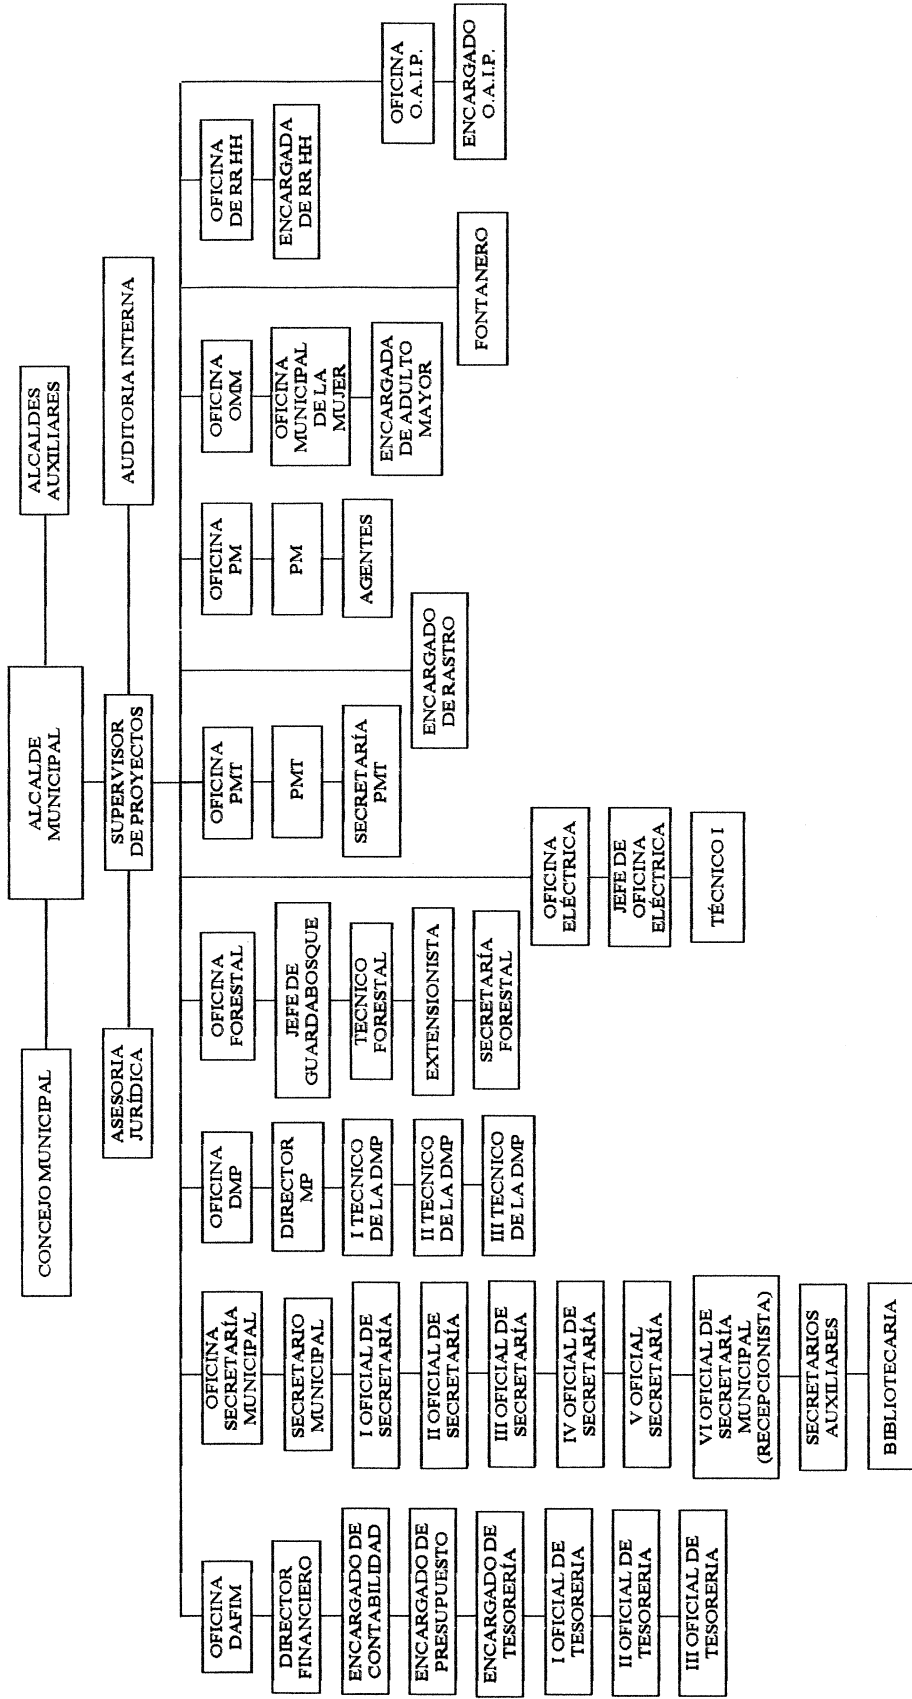 CONCEJO MUNICIPAL
ALCALDE
MUNICIPAL
ALCALDES
AUXILIARES
ASESORIA
JURÍDICA
SUPERVISOR
DE PROYECTOS
AUDITORIA INTERNA
OFICINA
DAFIM
DIRECTOR
FINANCIERO
ENCARGADO DE
CONTABILIDAD
ENCARGADO DE
PRESUPUESTO
ENCARGADO DE
TESORERÍA
I OFICIAL DE
TESORERIA
II OFICIAL DE
TESORERIA
III OFICIAL DE
TESORERIA
OFICINA
SECRETARÍA
MUNICIPAL
SECRETARIO
MUNICIPAL
I OFICIAL DE
SECRETARÍA
II OFICIAL DE
SECRETARÍA
III OFICIAL DE
SECRETARÍA
IV OFICIAL DE
SECRETARÍA
V OFICIAL
SECRETARÍA
VI OFICIAL DE
SECRETARÍA
MUNICIPAL
(RECEPCIONISTA)
SECRETARIOS
AUXILIARES
BIBLIOTECARIA
OFICINA
DMP
DIRECTOR
MP
I TECNICO
DE LA DMP
II TECNICO
DE LA DMP
III TECNICO
DE LA DMP
OFICINA
FORESTAL
JEFE DE
GUARDABOSQUE
TECNICO
FORESTAL
EXTENSIONISTA
SECRETARÍA
FORESTAL
OFICINA
ELÉCTRICA
JEFE DE
OFICINA
ELÉCTRICA
TÉCNICO I
OFICINA
PMT
PMT
SECRETARÍA
PMT
ENCARGADO
DE RASTRO
OFICINA
PM
PM
AGENTES
OFICINA
OMM
OFICINA
MUNICIPAL
DE LA
MUJER
ENCARGADA
DE ADULTO
MAYOR
FONTANERO
OFICINA
DE RR HH
ENCARGADA
DE RR HH
OFICINA
O.A.I.P.
ENCARGADO
O.A.I.P.